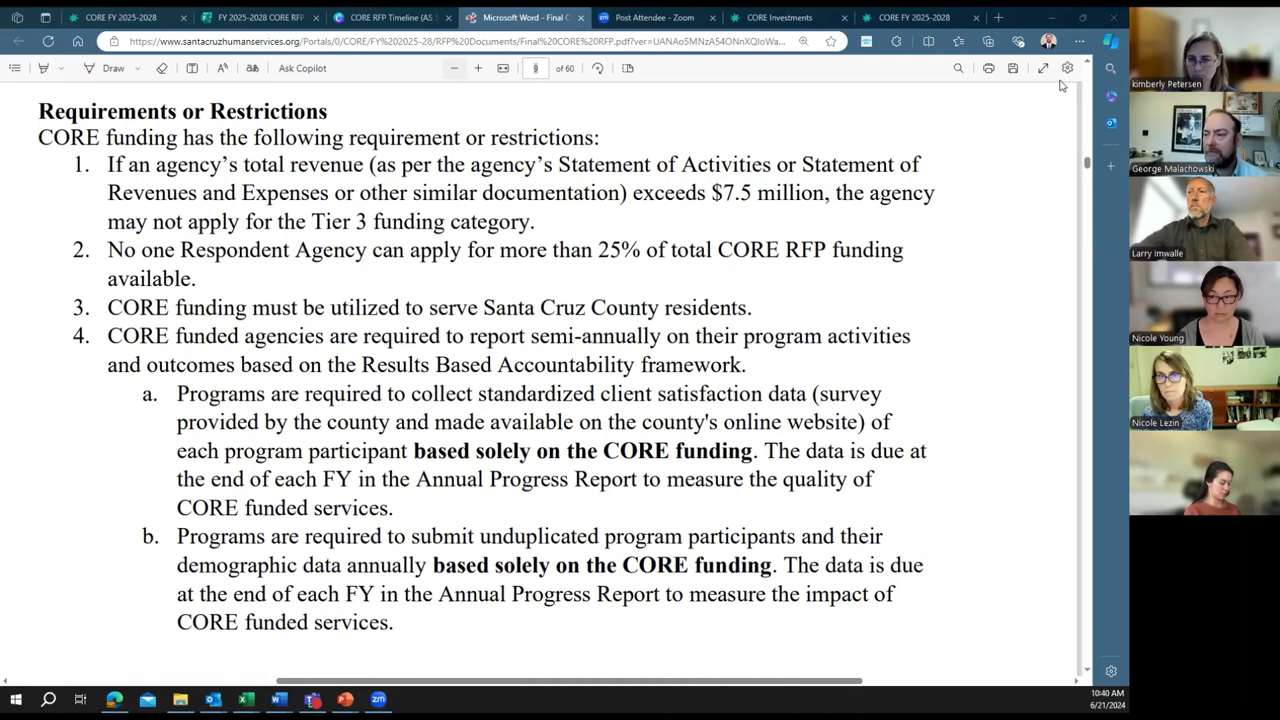 CORE FY 2025-2028
FY 2025-2028 CORE RFP
CORE RFP Timeline (AS
Microsoft Word - Final C
Post Attendee - Zoom
CORE Investments
CORE FY 2025-2028
https://www.santacruzhumanservices.org/Portals/0/CORE/FY%202025-28/RFP%20Documents/Final%20CORE%20RFP.pdf?ver=UANAo5MNzA54ONnXQIoWa...
Draw
Ask Copilot
9 of 60
Requirements or Restrictions
CORE funding has the following requirement or restrictions:
1. If an agency's total revenue (as per the agency's Statement of Activities or Statement of
Revenues and Expenses or other similar documentation) exceeds $7.5 million, the agency
may not apply for the Tier 3 funding category.
2. No one Respondent Agency can apply for more than 25% of total CORE RFP funding
available.
3. CORE funding must be utilized to serve Santa Cruz County residents.
4. CORE funded agencies are required to report semi-annually on their program activities
and outcomes based on the Results Based Accountability framework.
a. Programs are required to collect standardized client satisfaction data (survey
provided by the county and made available on the county's online website) of
each program participant based solely on the CORE funding. The data is due at
the end of each FY in the Annual Progress Report to measure the quality of
CORE funded services.
b. Programs are required to submit unduplicated program participants and their
demographic data annually based solely on the CORE funding. The data is due
at the end of each FY in the Annual Progress Report to measure the impact of
CORE funded services.
kimberly Petersen
George Malachowski
Larry Imwalle
Nicole Young
Nicole Lezin
10:40 AM
6/21/2024